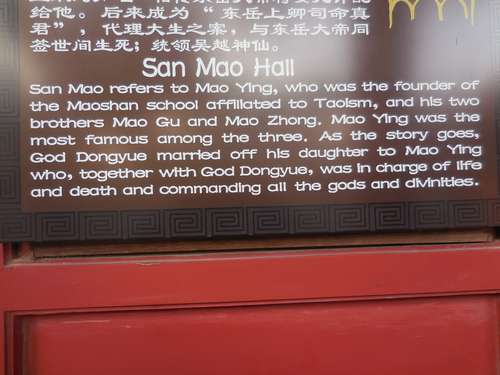 给他。后来成为“东岳上卿司命真
君”，代理大生之案，与东岳大帝同
签世间生死；统领吴越神仙。
San Mao Hall
San Mao refers to Mao Ying, who was the founder of
the Maoshan school affiliated to Taoism, and his two
brothers Mao Gu and Mao Zhong. Mao Ying was the
most famous among the three. As the story goes,
God Dongyue married off his daughter to Mao Ying
who, together with God Dongyue, was in charge of life
and death and commanding all the gods and divinities.